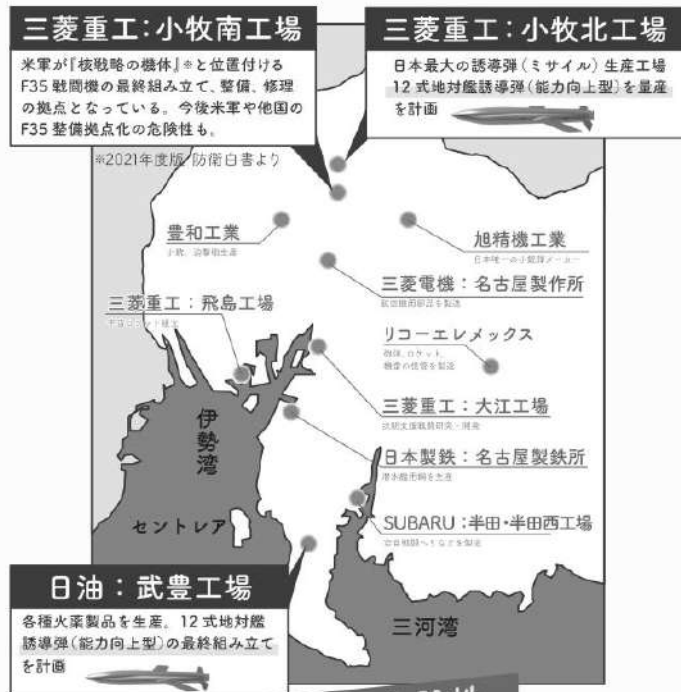 三菱重工：小牧南工場
米軍が『核戦略の機体』※と位置付ける
F35戦闘機の最終組み立て、整備、修理
の拠点となっている。今後米軍や他国の
F35整備拠点化の危険性も。
※2021年度版 防衛白書より
三菱重工：小牧北工場
日本最大の誘導弾（ミサイル）生産工場
12式地対艦誘導弾（能力向上型）を量産
を計画
豊和工業
旭精機工業
三菱電機：名古屋製作所
三菱重工：飛島工場
リコーエレメックス
三菱重工：大江工場
伊勢湾
日本製鉄：名古屋製鉄所
潜水艦用鋼を生産
セントレア
SUBARU：半田・半田西工場
日油：武豊工場
各種火薬製品を生産。12式地対艦
誘導弾（能力向上型）の最終組み立て
を計画
三河湾